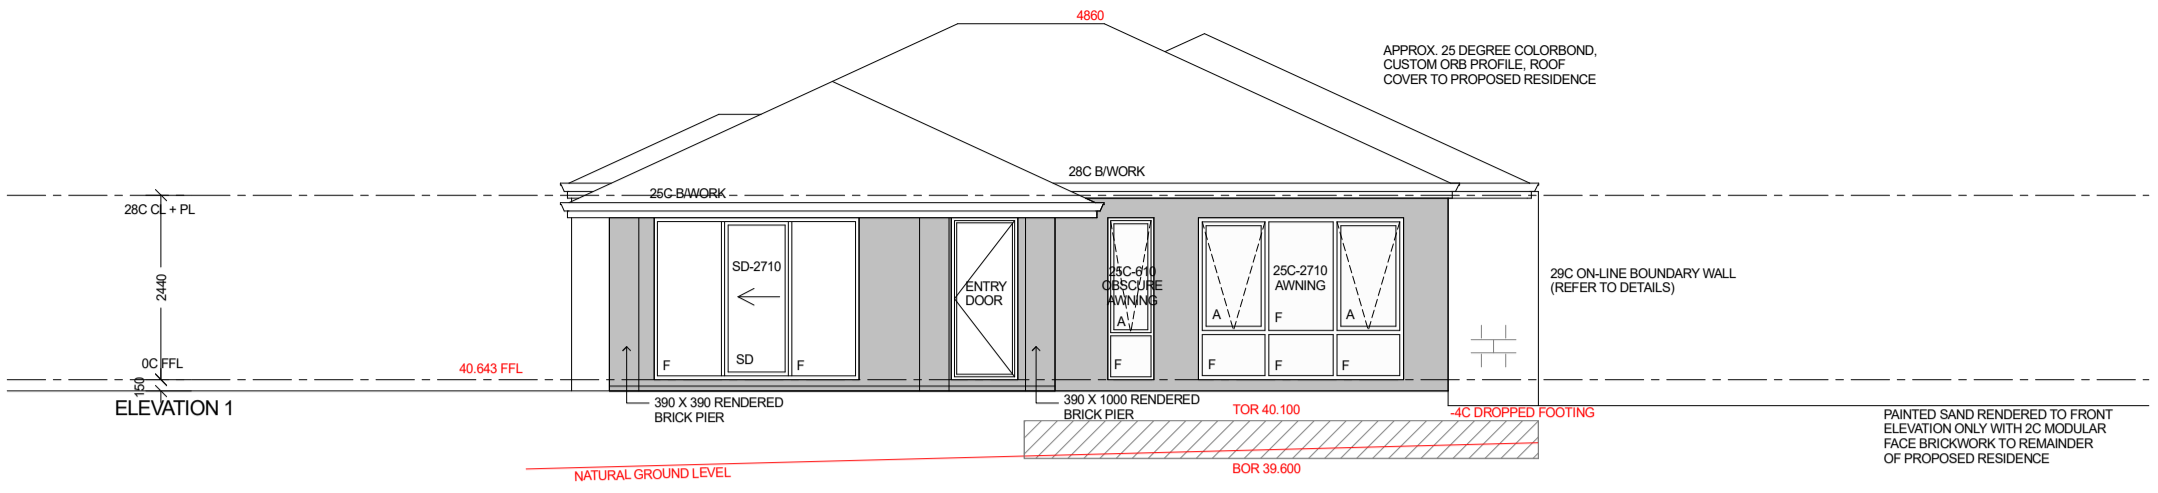 4860
APPROX. 25 DEGREE COLORBOND,
CUSTOM ORB PROFILE, ROOF
COVER TO PROPOSED RESIDENCE
28C B/WORK
25C B/WORK
28C CL + PL
2440
0C FFL
150
ELEVATION 1
40.643 FFL
SD-2710
F
SD
F
ENTRY
DOOR
25C-610
OBSCURE
AWNING
A
F
25C-2710
AWNING
A
F
A
F
F
F
29C ON-LINE BOUNDARY WALL
(REFER TO DETAILS)
390 X 390 RENDERED
BRICK PIER
390 X 1000 RENDERED
BRICK PIER
TOR 40.100
-4C DROPPED FOOTING
BOR 39.600
NATURAL GROUND LEVEL
PAINTED SAND RENDERED TO FRONT
ELEVATION ONLY WITH 2C MODULAR
FACE BRICKWORK TO REMAINDER
OF PROPOSED RESIDENCE